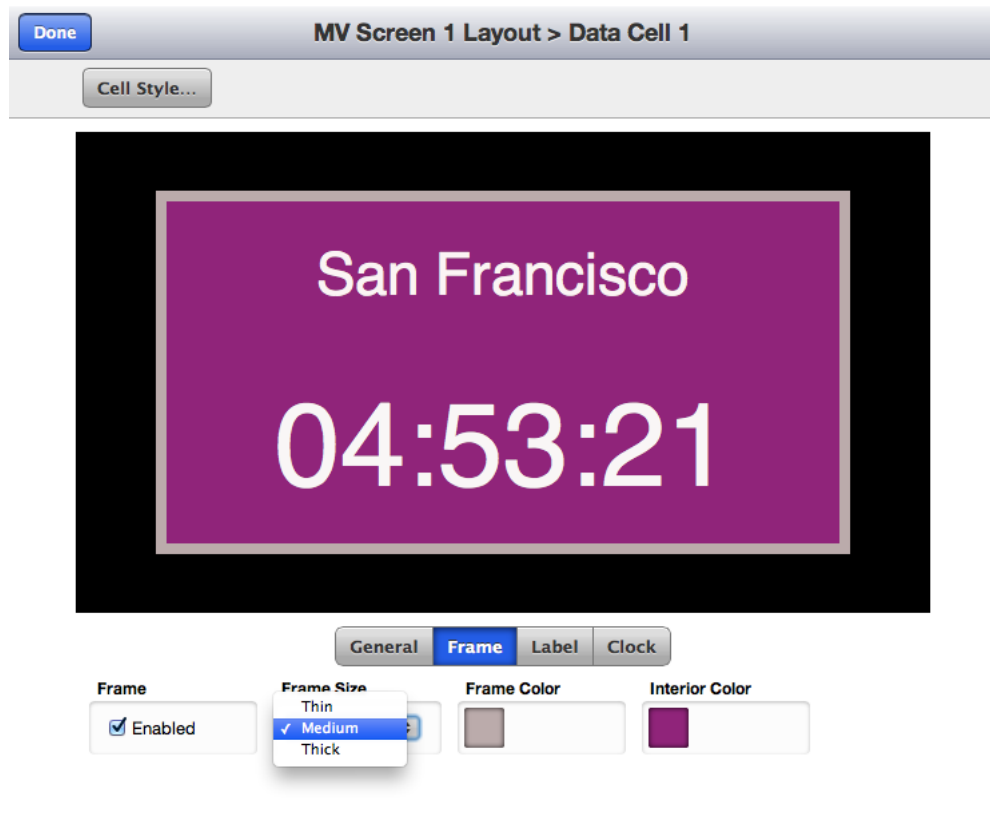 Done
MV Screen 1 Layout > Data Cell 1
Cell Style...
San Francisco
04:53:21
General Frame Label Clock
Frame Frame Size Frame Color Interior Color
Enabled
Thin
✓ Medium
Thick